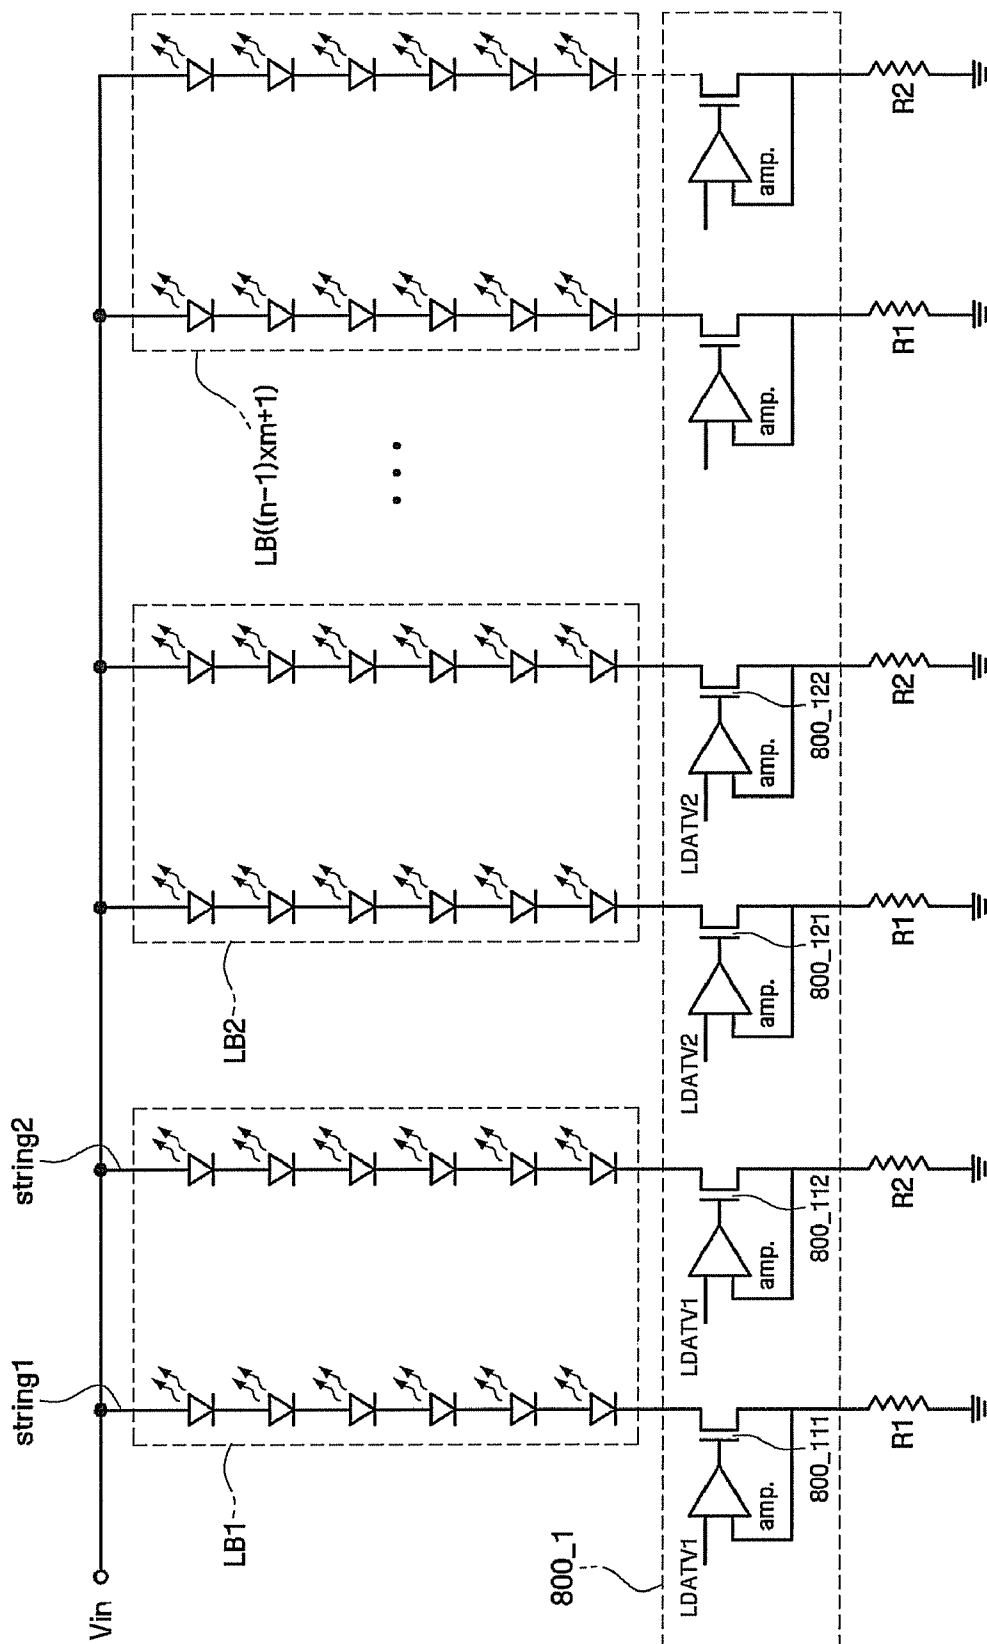 Vin
string1
string2
LB1
LB2
LB((n-1)xm+1)
800_1
LDATV1
amp.
800_111
R1
LDATV1
amp.
800_112
R2
LDATV2
amp.
800_121
R1
LDATV2
amp.
800_122
R2
amp.
R1
amp.
R2